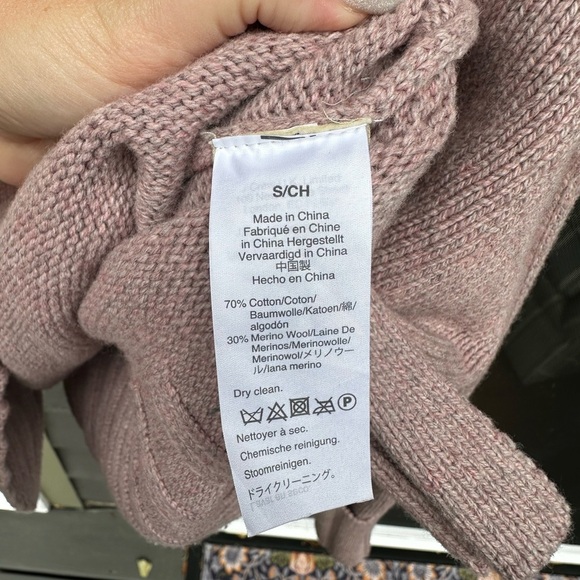 S/CH
Made in China
Fabriqué en Chine
in China Hergestellt
Vervaardigd in China
中国製
Hecho en China
70% Cotton/Coton/
Baumwolle/Katoen/綿/
algodón
30% Merino Wool/Laine De
Merinos/Merinowolle/
Merinowol/メリノウー
ル/lana merino
Dry clean.
P
Nettoyer à sec.
Chemische reinigung.
Stoomreinigen.
ドライクリーニング。